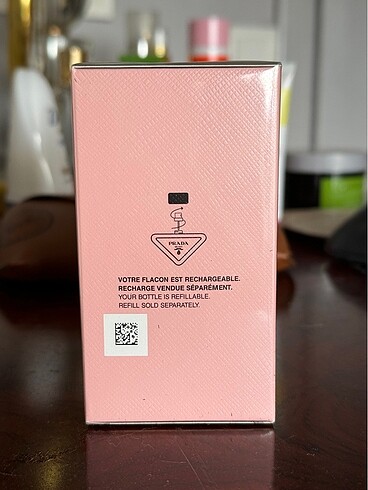 PRADA
VOTRE FLACON EST RECHARGEABLE.
RECHARGE VENDUE SÉPARÉMENT.
YOUR BOTTLE IS REFILLABLE.
REFILL SOLD SEPARATELY.